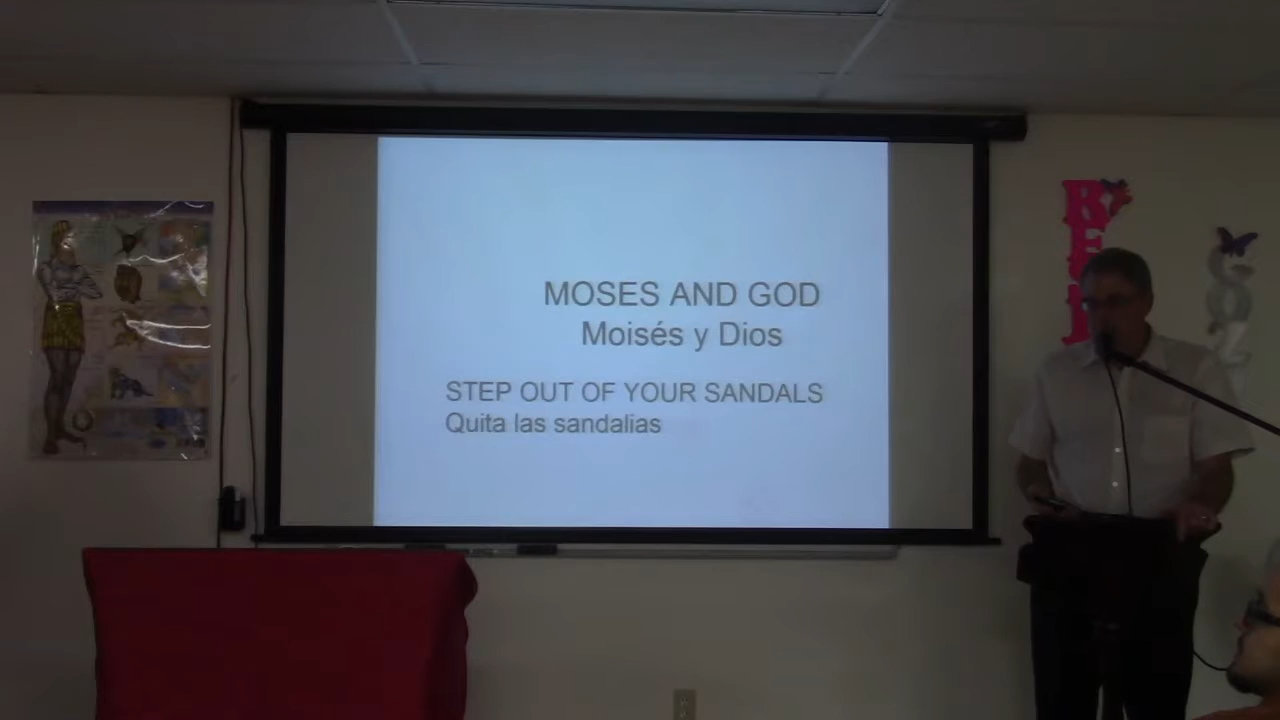 MOSES AND GOD
Moisés y Dios
STEP OUT OF YOUR SANDALS
Quita las sandalias